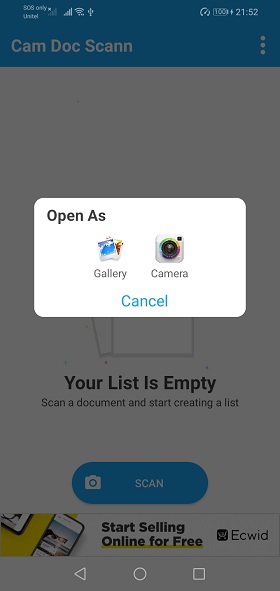 SOS only
Unitel
100
21:52
Cam Doc Scann
Open As
Gallery
Camera
Cancel
Your List Is Empty
Scan a document and start creating a list
SCAN
Start Selling
Online for Free
Ecwid